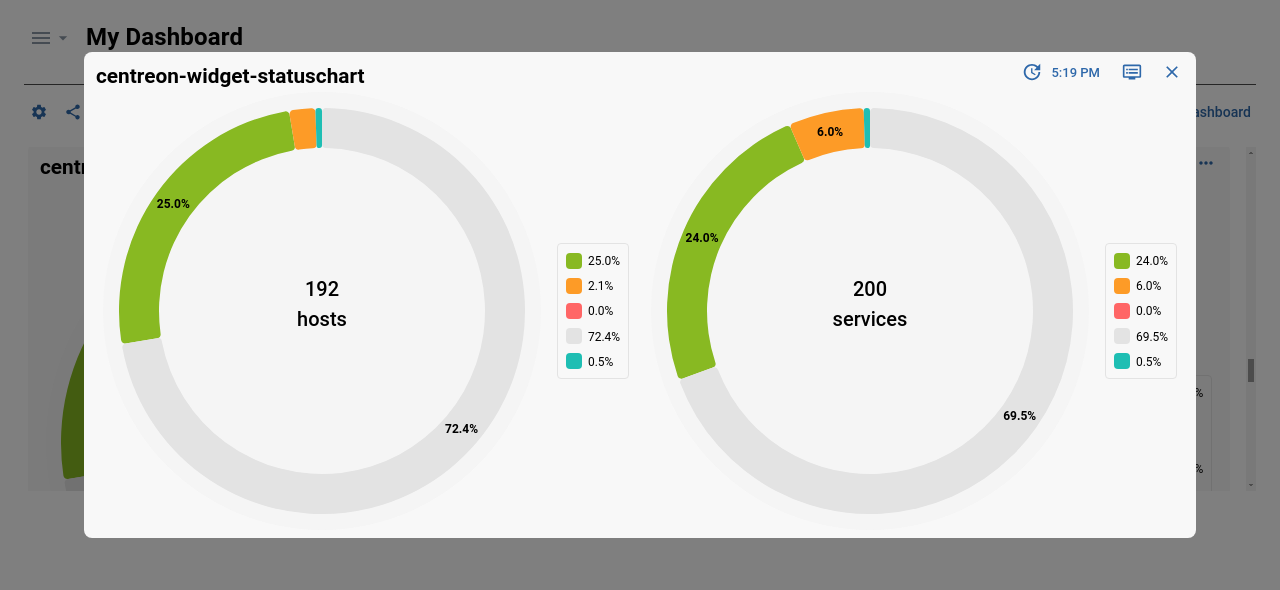 My Dashboard
centreon-widget-statuschart
5:19 PM
ashboard
centr
25.0%
72.4%
192
hosts
25.0%
2.1%
0.0%
72.4%
0.5%
6.0%
24.0%
69.5%
200
services
24.0%
6.0%
0.0%
69.5%
0.5%
%
%